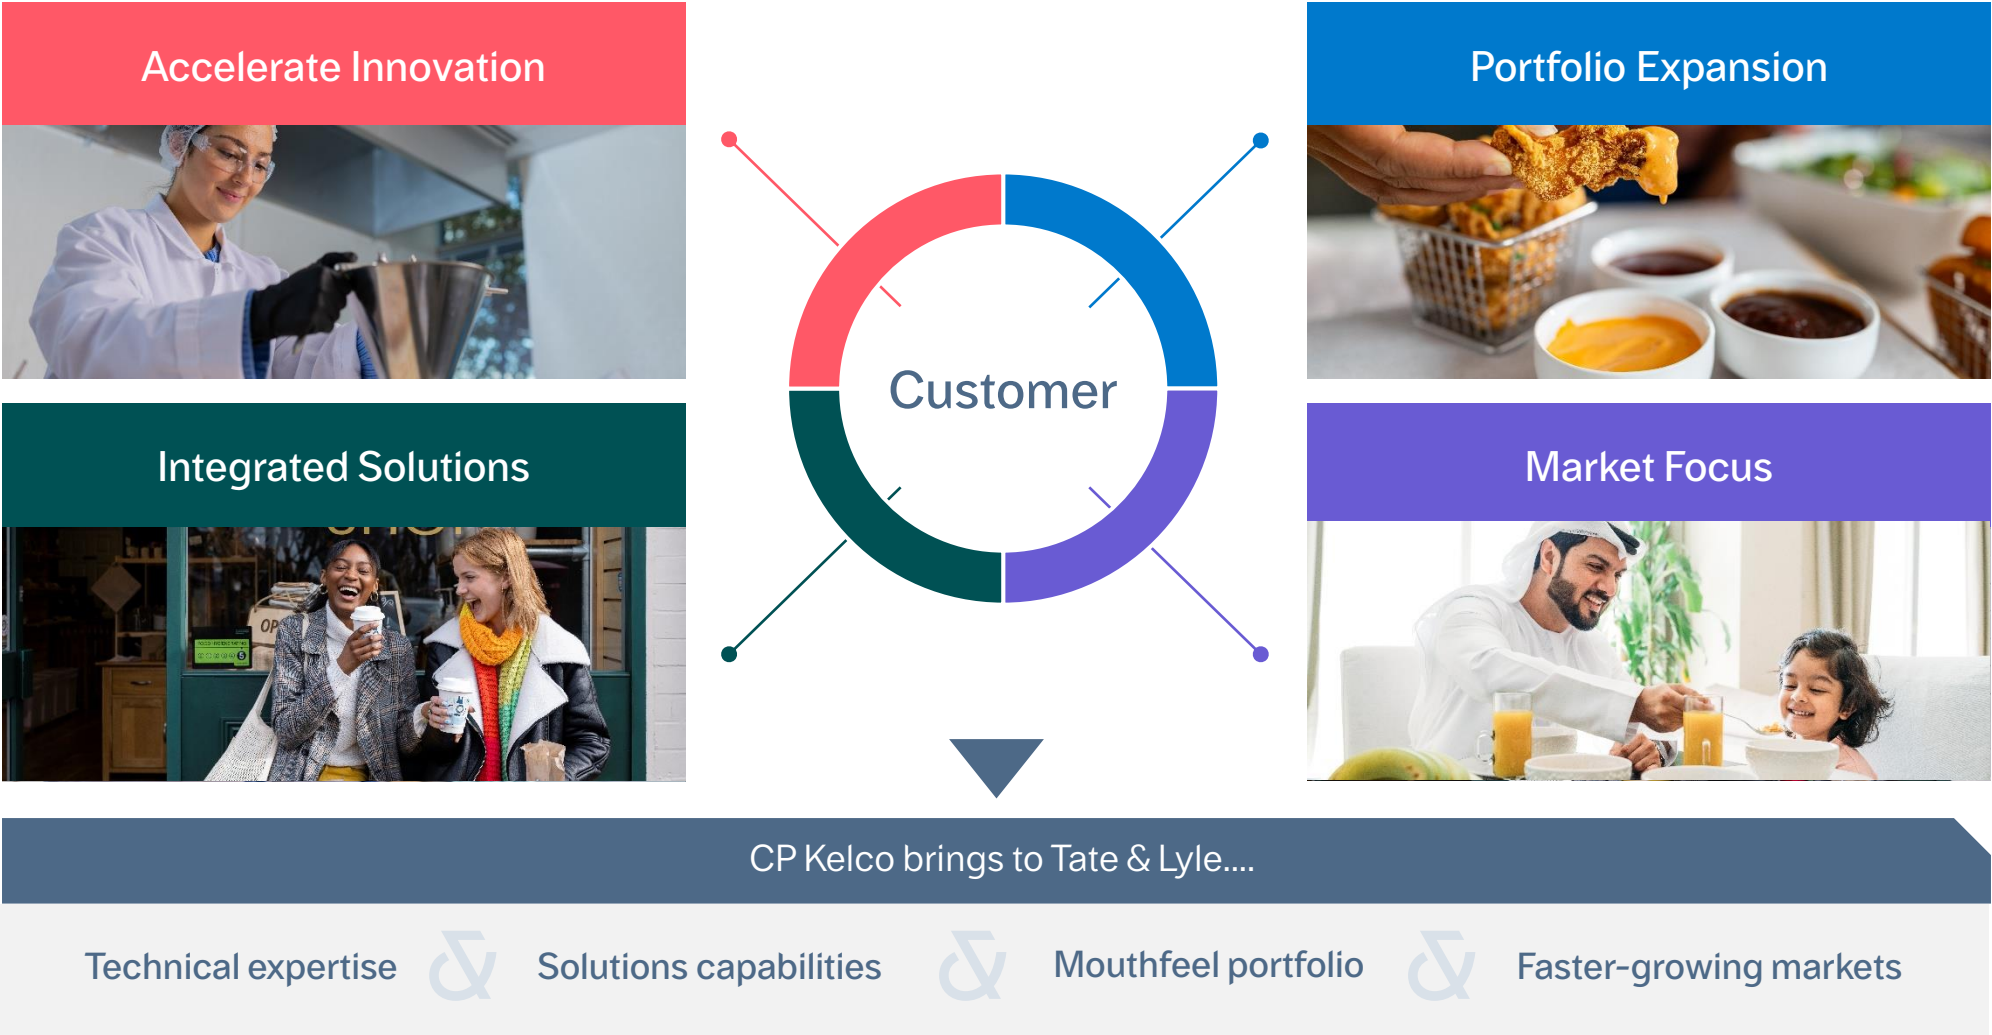 Accelerate Innovation
Portfolio Expansion
Customer
Integrated Solutions
Market Focus
OP
CP Kelco brings to Tate & Lyle....
Technical expertise & Solutions capabilities & Mouthfeel portfolio & Faster-growing markets